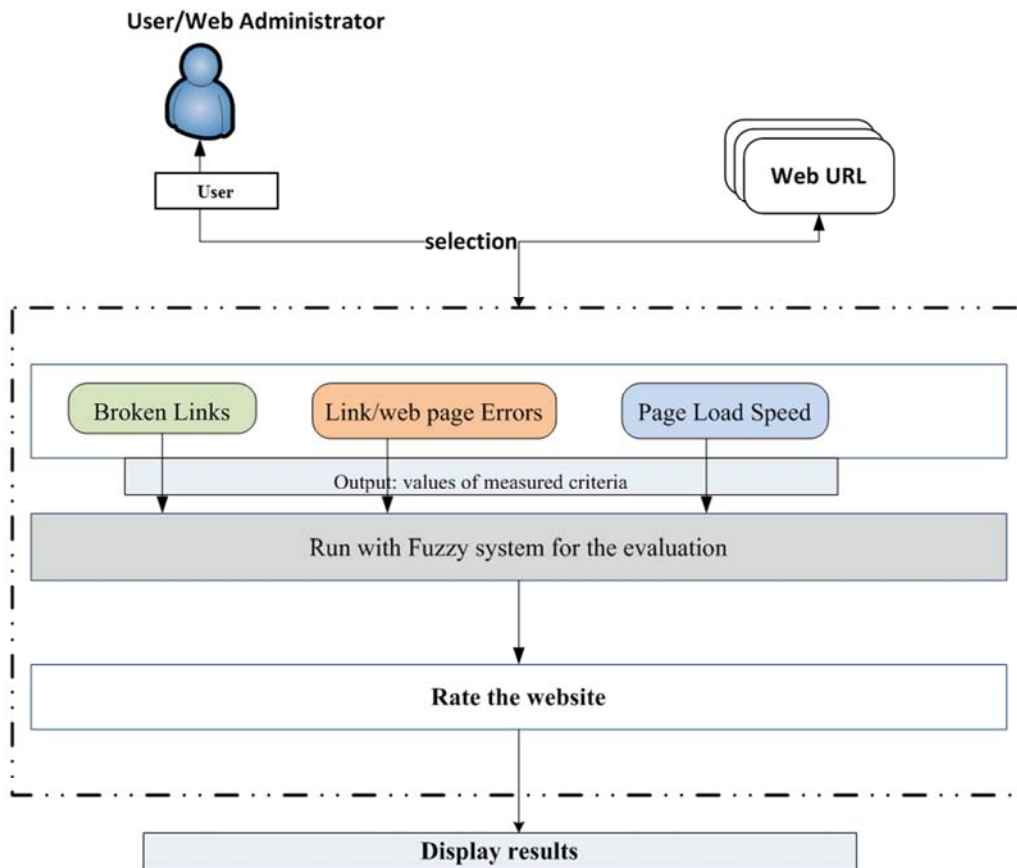 User/Web Administrator
User
Web URL
selection
Broken Links
Link/web page Errors
Page Load Speed
Output: values of measured criteria
Run with Fuzzy system for the evaluation
Rate the website
Display results